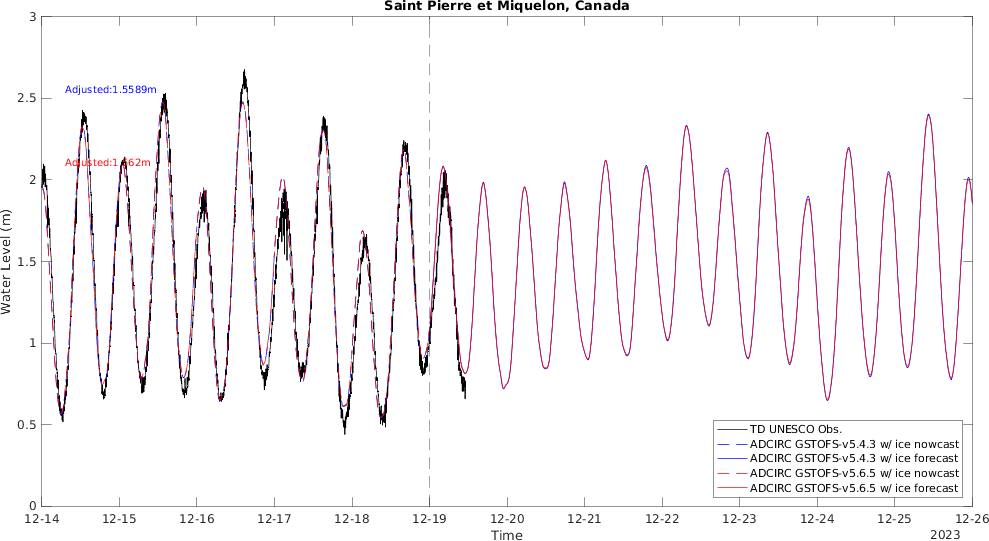 Saint Pierre et Miquelon, Canada
3
2.5
2
1.5
1
0.5
0
Water Level (m)
Adjusted:1.5589m
TD UNESCO Obs.
ADCIRC GSTOFS-v5.4.3 w/ ice nowcast
ADCIRC GSTOFS-v5.4.3 w/ ice forecast
ADCIRC GSTOFS-v5.6.5 w/ ice nowcast
ADCIRC GSTOFS-v5.6.5 w/ ice forecast
12-14 12-15 12-16 12-17 12-18 12-19 12-20 12-21 12-22 12-23 12-24 12-25 12-26
Time
2023